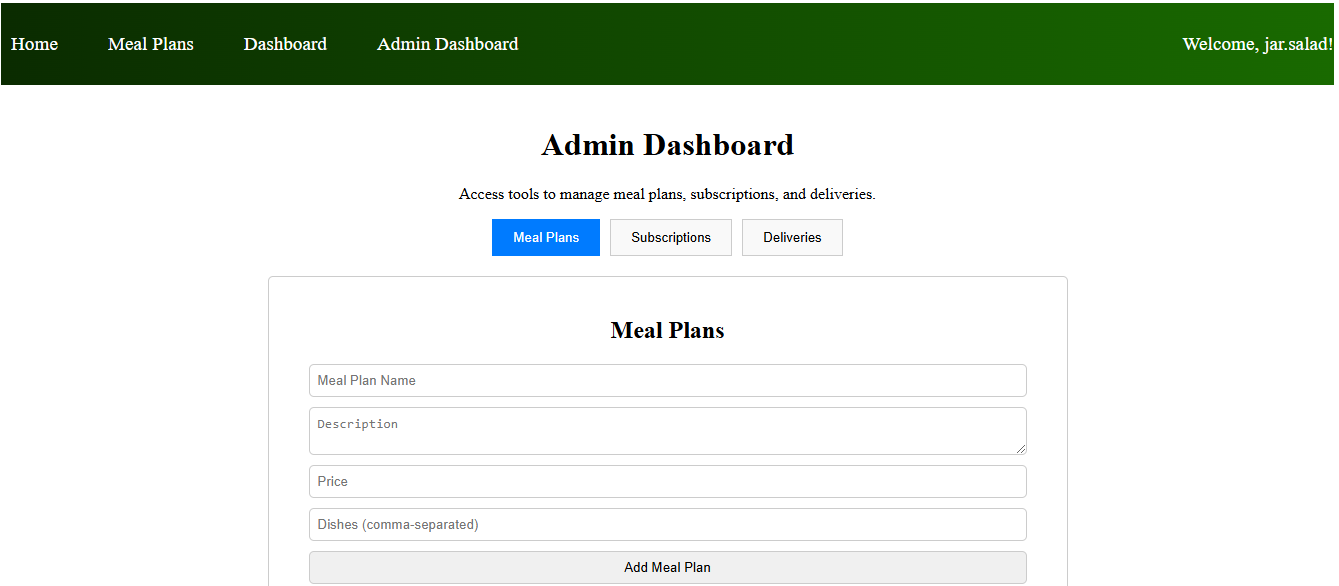 Home Meal Plans Dashboard Admin Dashboard Welcome, jar.salad!
Admin Dashboard
Access tools to manage meal plans, subscriptions, and deliveries.
Meal Plans Subscriptions Deliveries
Meal Plans
Meal Plan Name
Description
Price
Dishes (comma-separated)
Add Meal Plan